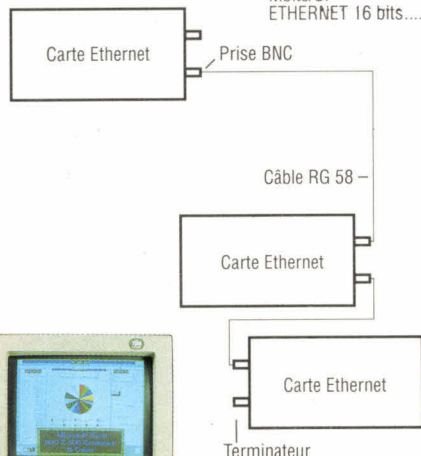 ETHERNET 16 bits....
Carte Ethernet
Prise BNC
Câble RG 58
Carte Ethernet
Carte Ethernet
Terminateur